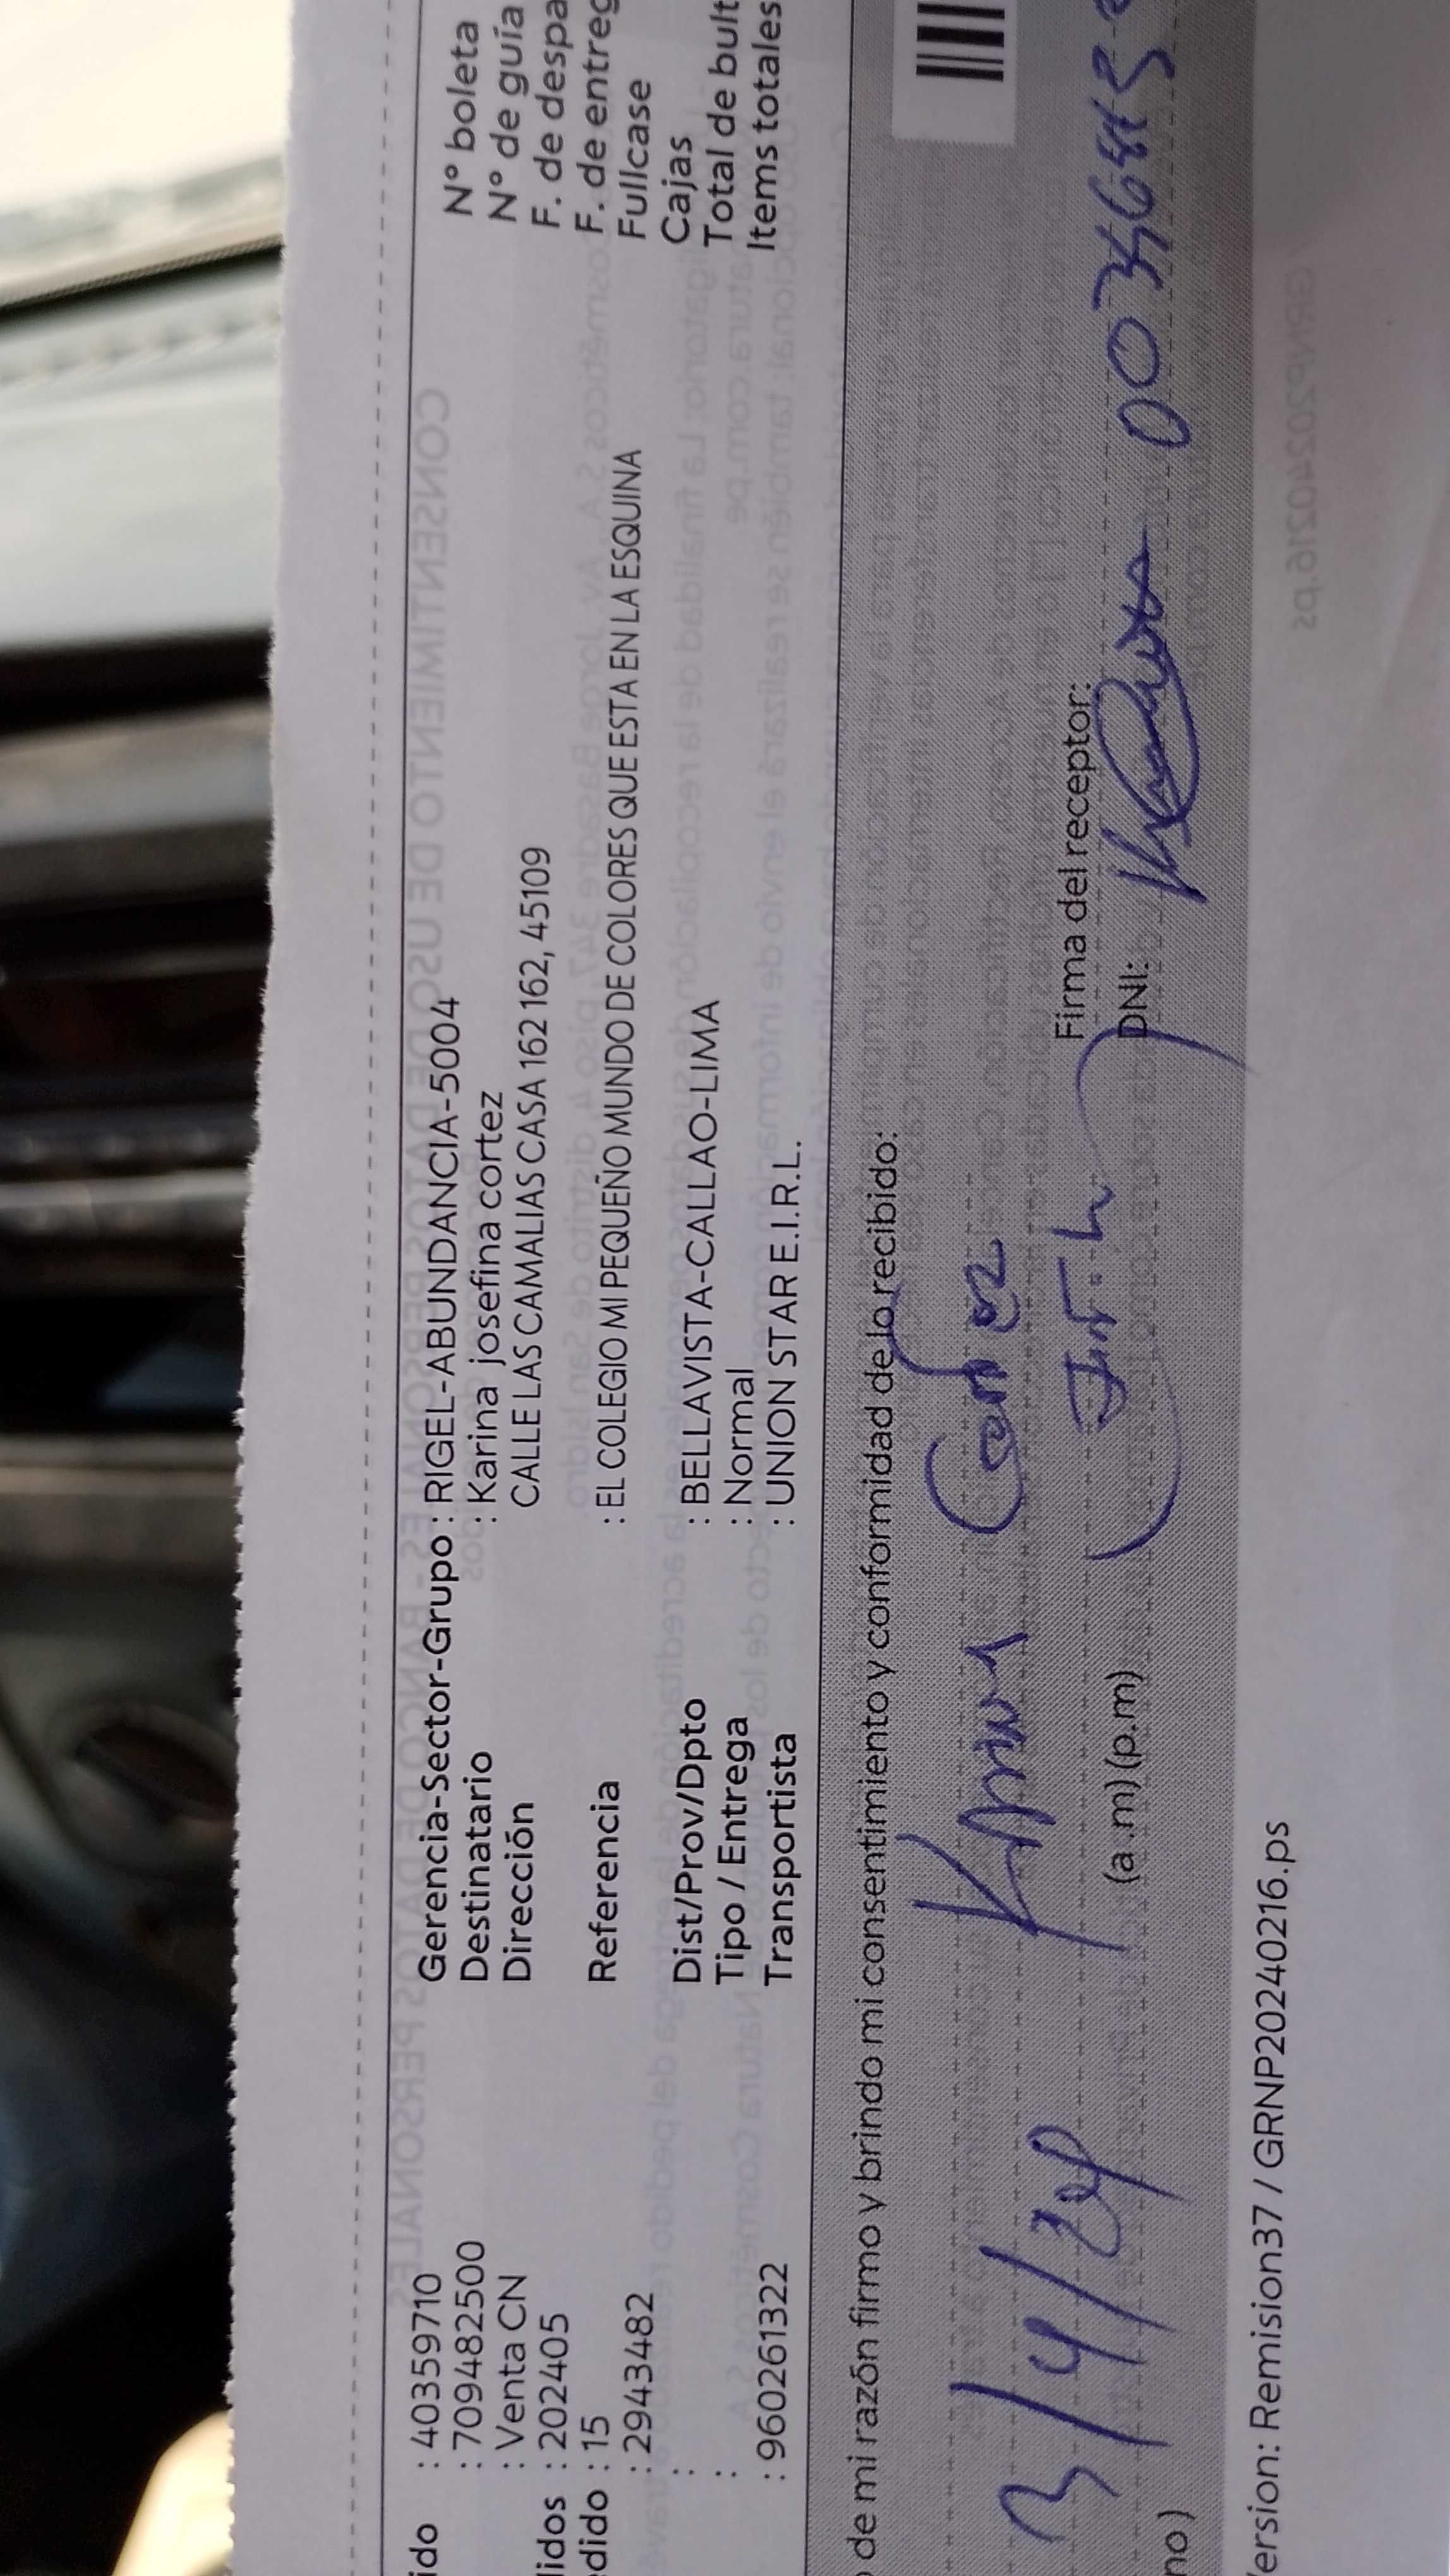 ido : 40359710
: 709482500
: Venta CN
lidos : 202405
edido : 15
: 2943482
:
:
: 960261322
Gerencia-Sector-Grupo : RIGEL-ABUNDANCIA-5004
Destinatario : Karina josefina cortez
Dirección CALLE LAS CAMALIAS CASA 162 162, 45109
Referencia : EL COLEGIO MI PEQUEÑO MUNDO DE COLORES QUE ESTA EN LA ESQUINA
Dist/Prov/Dpto : BELLAVISTA-CALLAO-LIMA
Tipo / Entrega : Normal
Transportista : UNION STAR E.I.R.L.
N° boleta
N° de guía
F. de despa
F. de entreg
Fullcase
Cajas
Total de bult
Items totales
de mi razón firmo y brindo mi consentimiento y conformidad de lo recibido:
3/4/24 Karina Cortez
(a .m) (p.m)
Firma del receptor:
DNI:
no)
ersion: Remision37 / GRNP20240216.ps